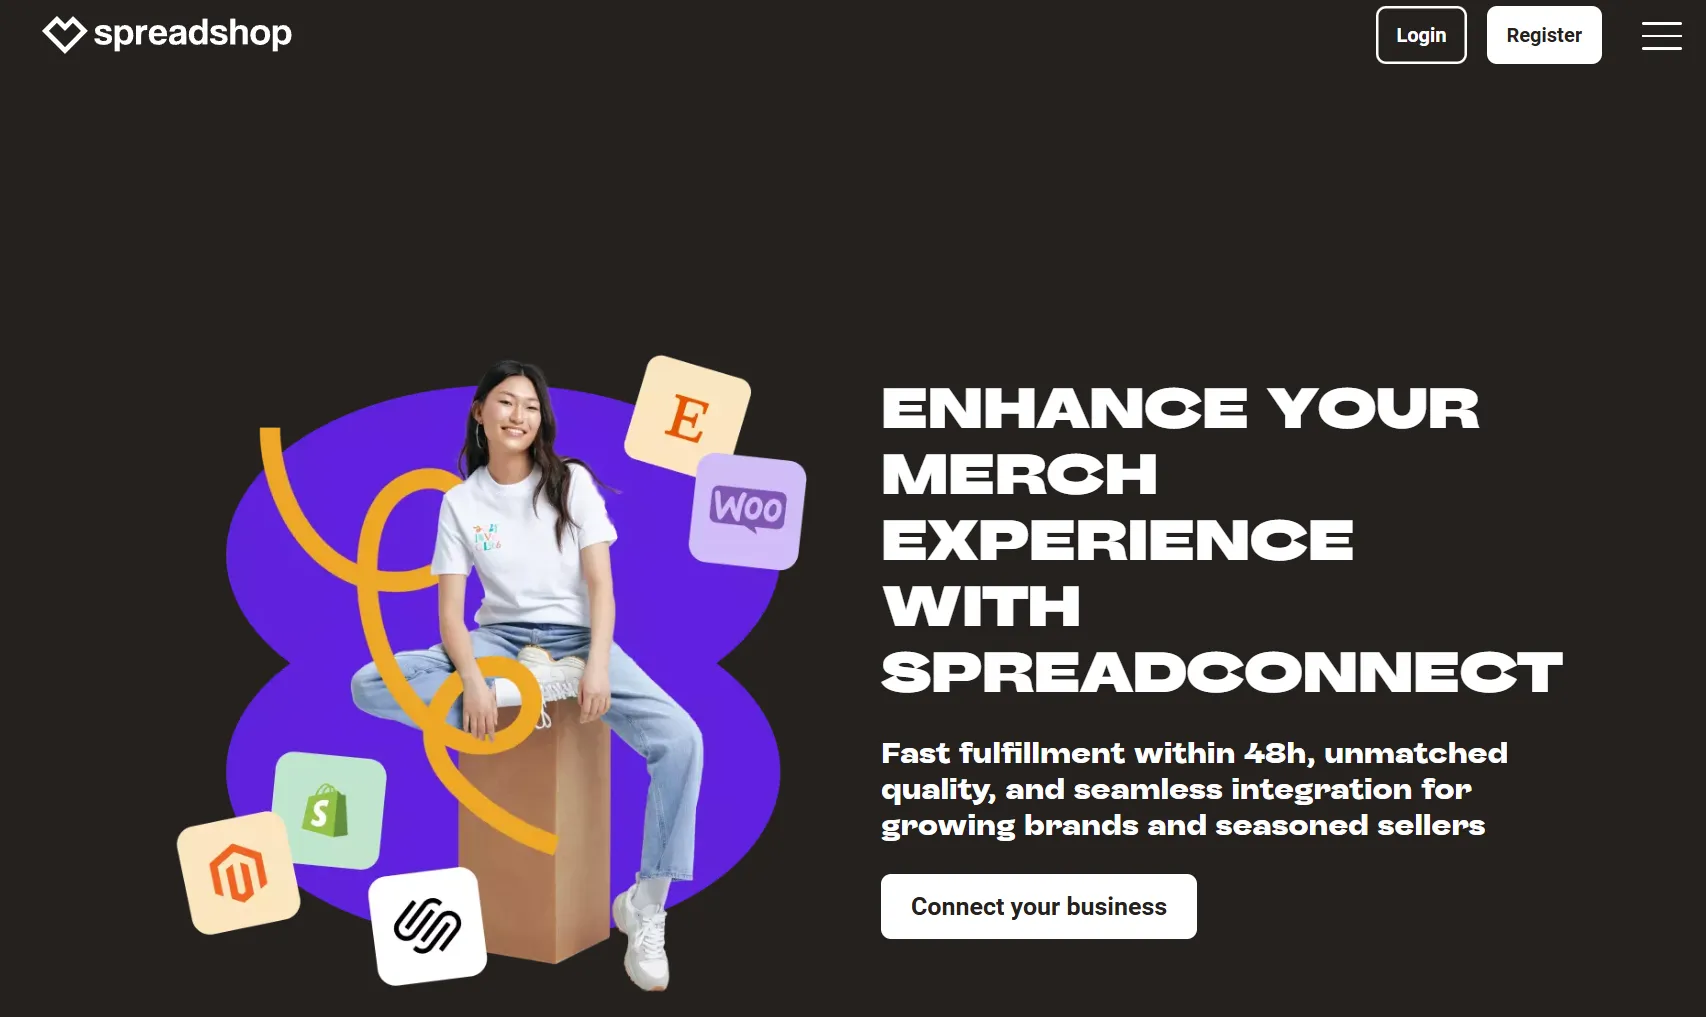 spreadshop
Login
Register
E
WOO
ENHANCE YOUR
MERCH
EXPERIENCE
WITH
SPREADCONNECT
Fast fulfillment within 48h, unmatched
quality, and seamless integration for
growing brands and seasoned sellers
Connect your business
S